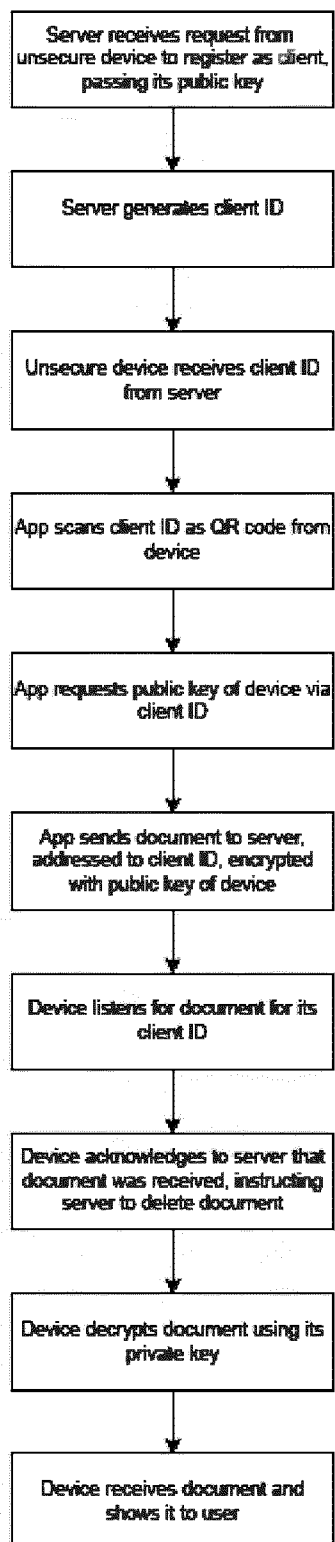 Server receives request from
unsecure device to register as client,
passing its public key
Server generates client ID
Unsecure device receives client ID
from server
App scans client ID as QR code from
device
App requests public key of device via
client ID
App sends document to server,
addressed to client ID, encrypted
with public key of device
Device listens for document for its
client ID
Device acknowledges to server that
document was received, instructing
server to delete document
Device decrypts document using its
private key
Device receives document and
shows it to user